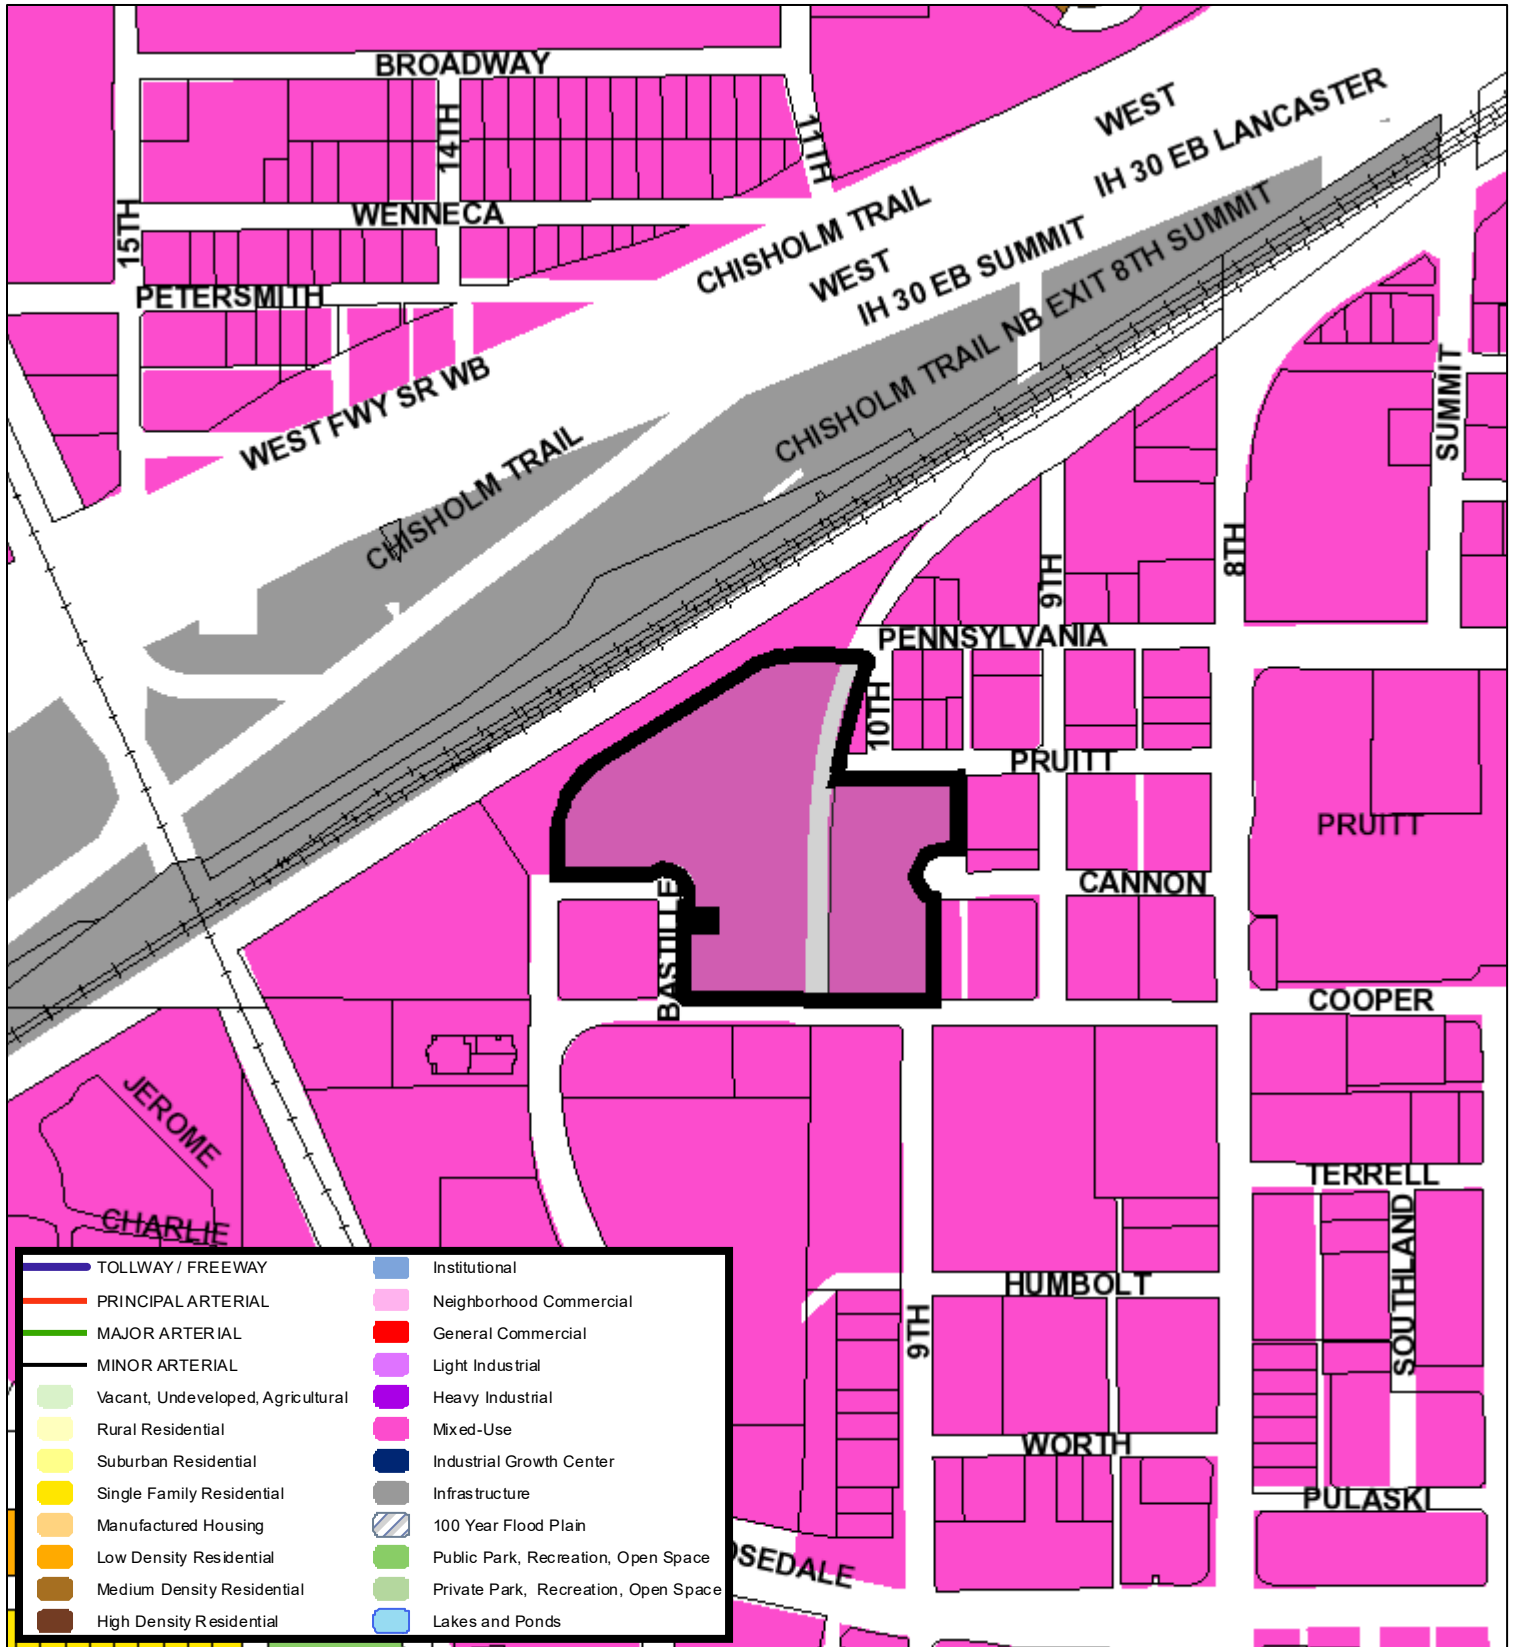 BROADWAY
WEST
IH 30 EB LANCASTER
14TH
11TH
15TH
WENNECA
CHISHOLM TRAIL
WEST
IH 30 EB SUMMIT
CHISHOLM TRAIL NB EXIT 8TH SUMMIT
PETERSMITH
WEST FWY SR WB
SUMMIT
CHISHOLM TRAIL
9TH
8TH
PENNSYLVANIA
10TH
PRUITT
PRUITT
CANNON
BASTILLE
COOPER
JEROME
TERRELL
CHARLIE
SOUTHLAND
HUMBOLT
9TH
WORTH
PULASKI
OSEDALE
TOLLWAY / FREEWAY
PRINCIPAL ARTERIAL
MAJOR ARTERIAL
MINOR ARTERIAL
Vacant, Undeveloped, Agricultural
Rural Residential
Suburban Residential
Single Family Residential
Manufactured Housing
Low Density Residential
Medium Density Residential
High Density Residential
Institutional
Neighborhood Commercial
General Commercial
Light Industrial
Heavy Industrial
Mixed-Use
Industrial Growth Center
Infrastructure
100 Year Flood Plain
Public Park, Recreation, Open Space
Private Park, Recreation, Open Space
Lakes and Ponds